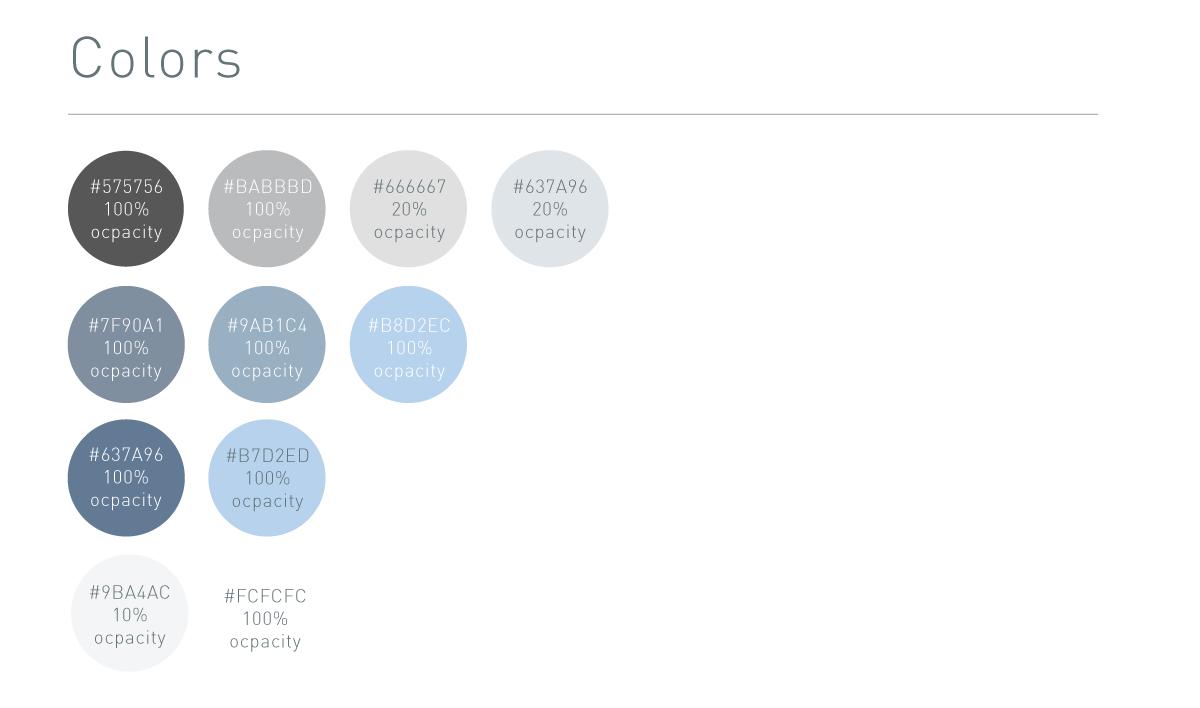 Colors
#575756
100%
ocpacity
#BABBBD
100%
ocpacity
#666667
20%
ocpacity
#637A96
20%
ocpacity
#7F90A1
100%
ocpacity
#9AB1C4
100%
ocpacity
#B8D2EC
100%
ocpacity
#637A96
100%
ocpacity
#B7D2ED
100%
ocpacity
#9BA4AC
10%
ocpacity
#FCFCFC
100%
ocpacity